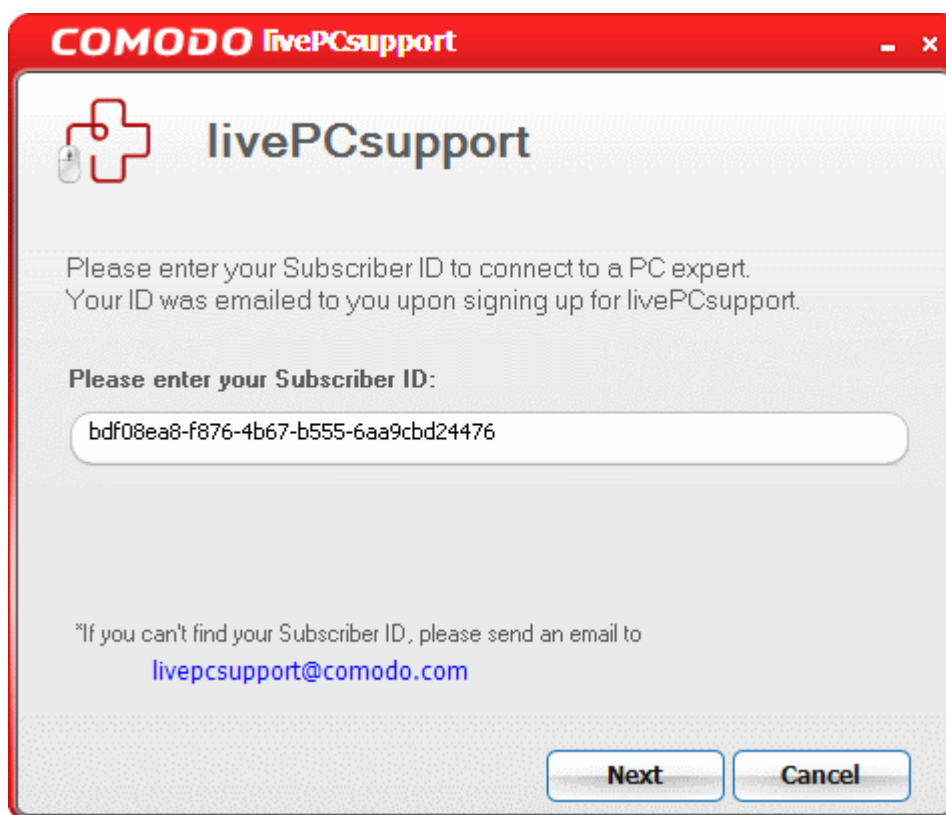 COMODO livePCsupport
livePCsupport
Please enter your Subscriber ID to connect to a PC expert.
Your ID was emailed to you upon signing up for livePCsupport.
Please enter your Subscriber ID:
bdf08ea8-f876-4b67-b555-6aa9cbd24476
*If you can't find your Subscriber ID, please send an email to
livepcsupport@comodo.com
Next Cancel